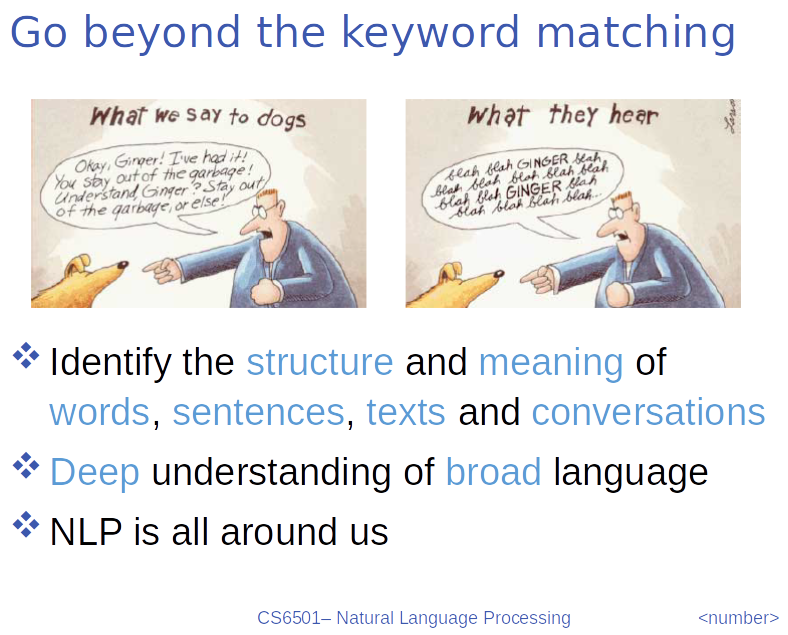 Go beyond the keyword matching
What we say to dogs
Okay, Ginger! I've had it!
You stay out of the garbage!
Understand, Ginger? Stay out
of the garbage, or else!
What they hear
blah blah GINGER blah
blah blah blah blah blah
blah blah GINGER blah
blah blah blah blah...
Identify the structure and meaning of
words, sentences, texts and conversations
Deep understanding of broad language
NLP is all around us
CS6501– Natural Language Processing
<number>